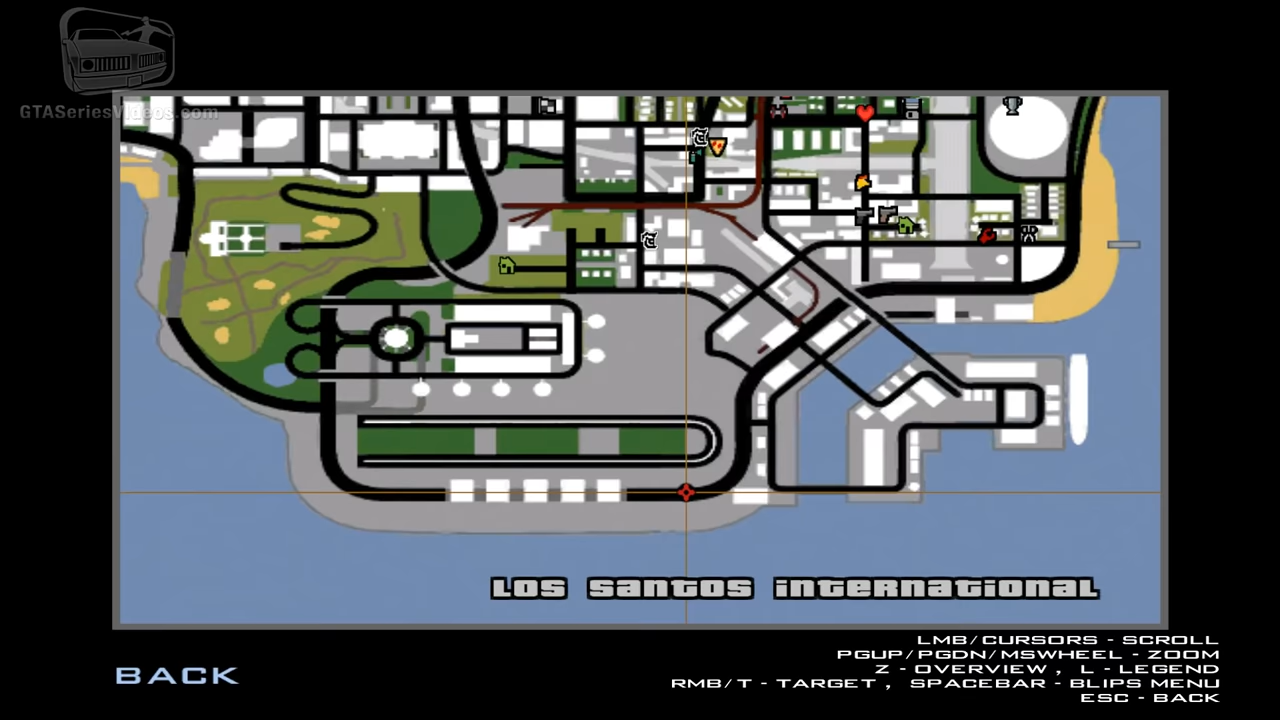 GTASeriesVideos.com
Los Santos International
LMB/CURSORS - SCROLL
PGUP/PGDN/MSWHEEL - ZOOM
Z - OVERVIEW , L - LEGEND
RMB/T - TARGET , SPACEBAR - BLIPS MENU
ESC - BACK
BACK